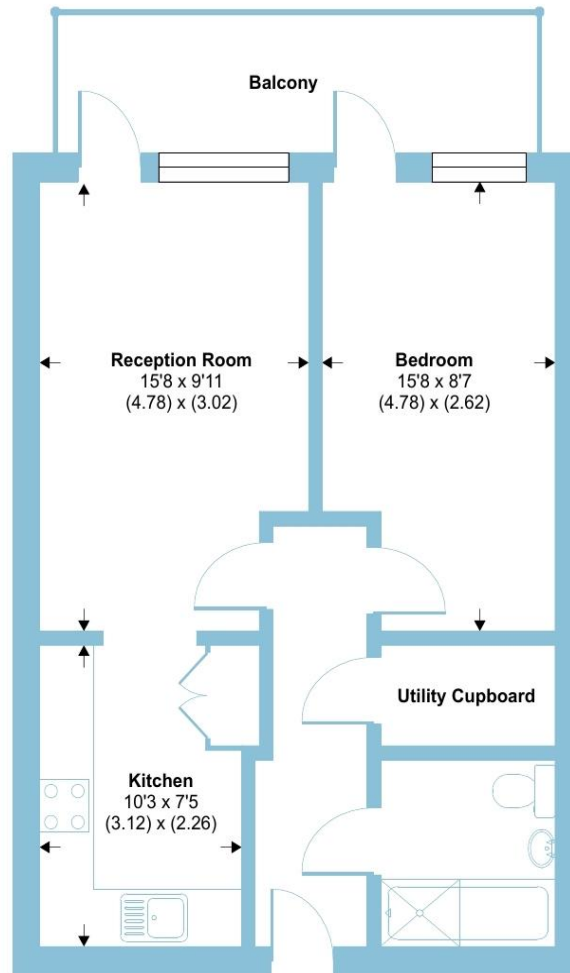 Balcony
Reception Room
15'8 x 9'11
(4.78) x (3.02)
Bedroom
15'8 x 8'7
(4.78) x (2.62)
Utility Cupboard
Kitchen
10'3 x 7'5
(3.12) x (2.26)